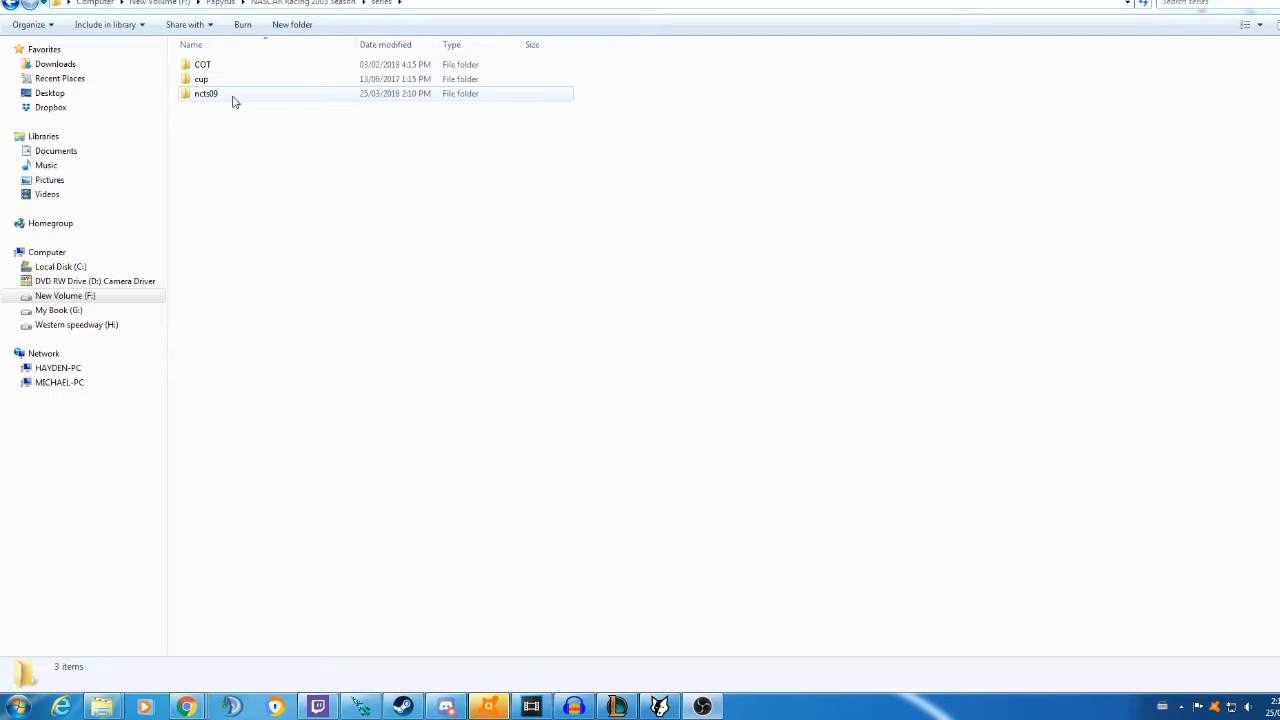 Computer ▸ New Volume (F:) ▸ Papyrus ▸ NASCAR Racing 2003 Season ▸ series ▸ Search series
Organize ▾ Include in library ▾ Share with ▾ Burn New folder
Name Date modified Type Size
Favorites
Downloads
Recent Places
Desktop
Dropbox
Libraries
Documents
Music
Pictures
Videos
Homegroup
Computer
Local Disk (C:)
DVD RW Drive (D:) Camera Driver
New Volume (F:)
My Book (G:)
Western speedway (H:)
Network
HAYDEN-PC
MICHAEL-PC
COT 03/02/2018 4:15 PM File folder
cup 13/06/2017 1:15 PM File folder
ncts09 25/03/2018 2:10 PM File folder
3 items